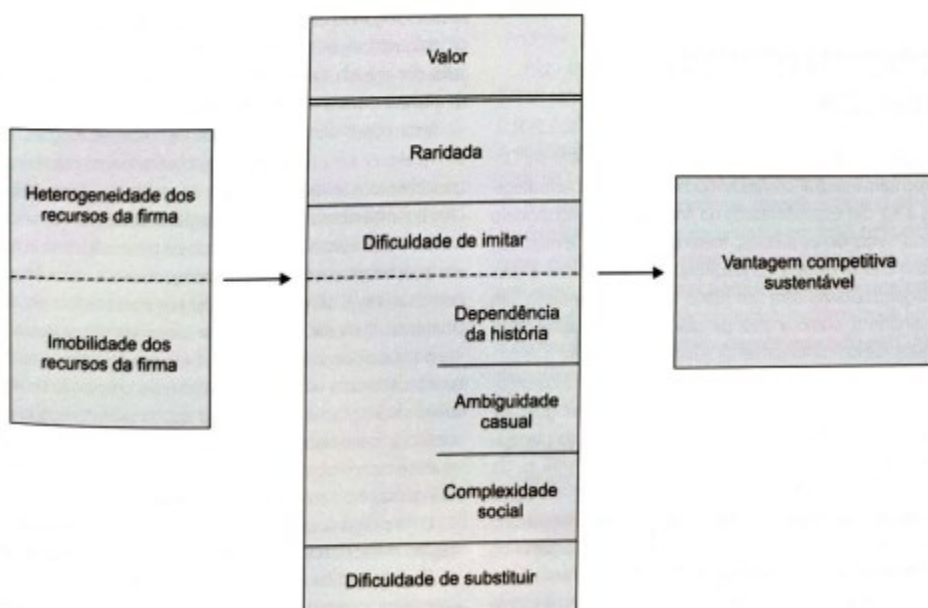 Valor
Raridada
Heterogeneidade dos
recursos da firma
Imobilidade dos
recursos da firma
Dificuldade de imitar
Dependência
da história
Ambiguidade
casual
Complexidade
social
Dificuldade de substituir
Vantagem competitiva
sustentável